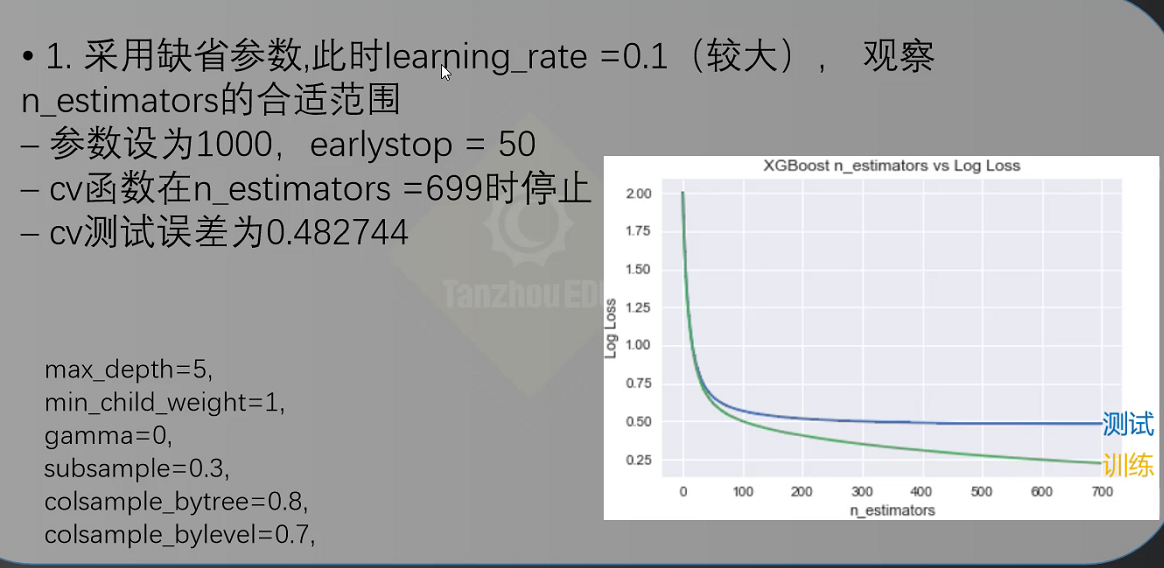 • 1. 采用缺省参数,此时learning_rate =0.1（较大）， 观察
n_estimators的合适范围
– 参数设为1000，earlystop = 50
– cv函数在n_estimators =699时停止
– cv测试误差为0.482744
Tanzhou EDU
max_depth=5,
min_child_weight=1,
gamma=0,
subsample=0.3,
colsample_bytree=0.8,
colsample_bylevel=0.7,
XGBoost n_estimators vs Log Loss
Log Loss
2.00
1.75
1.50
1.25
1.00
0.75
0.50
0.25
测试
训练
0 100 200 300 400 500 600 700
n_estimators